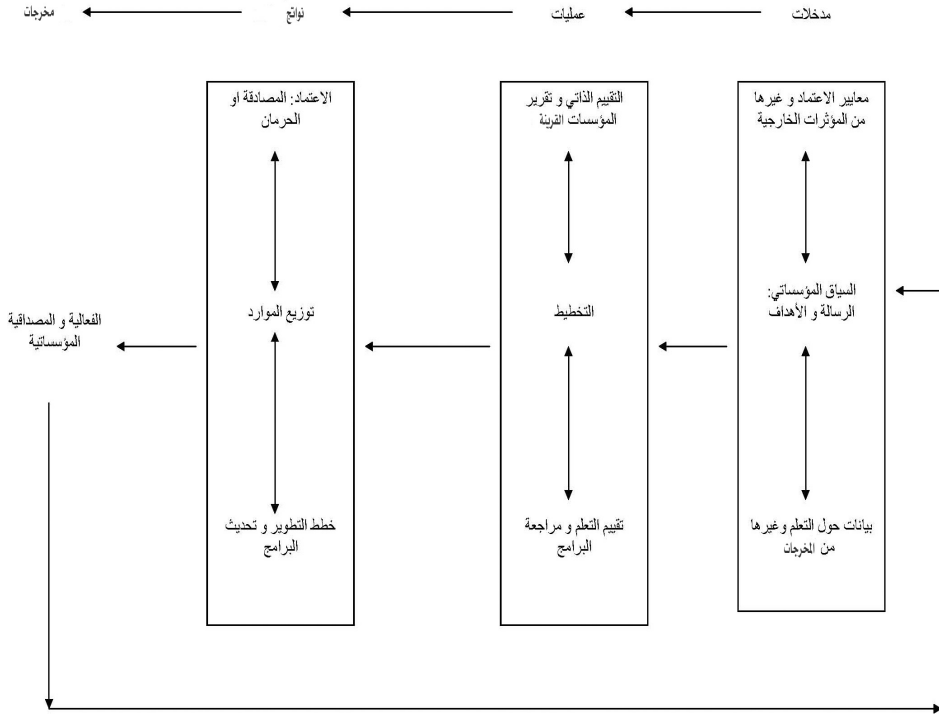 مدخلات
عمليات
نواتج
مخرجات
معايير الاعتماد و غيرها
من المؤثرات الخارجية
السياق المؤسساتي:
الرسالة و الأهداف
بيانات حول التعلم وغيرها
من المخرجات
التقييم الذاتي و تقرير
المؤسسات القرينة
التخطيط
تقييم التعلم و مراجعة
البرامج
الاعتماد: المصادقة او
الحرمان
توزيع الموارد
خطط التطوير و تحديث
البرامج
الفعالية و المصداقية
المؤسساتية